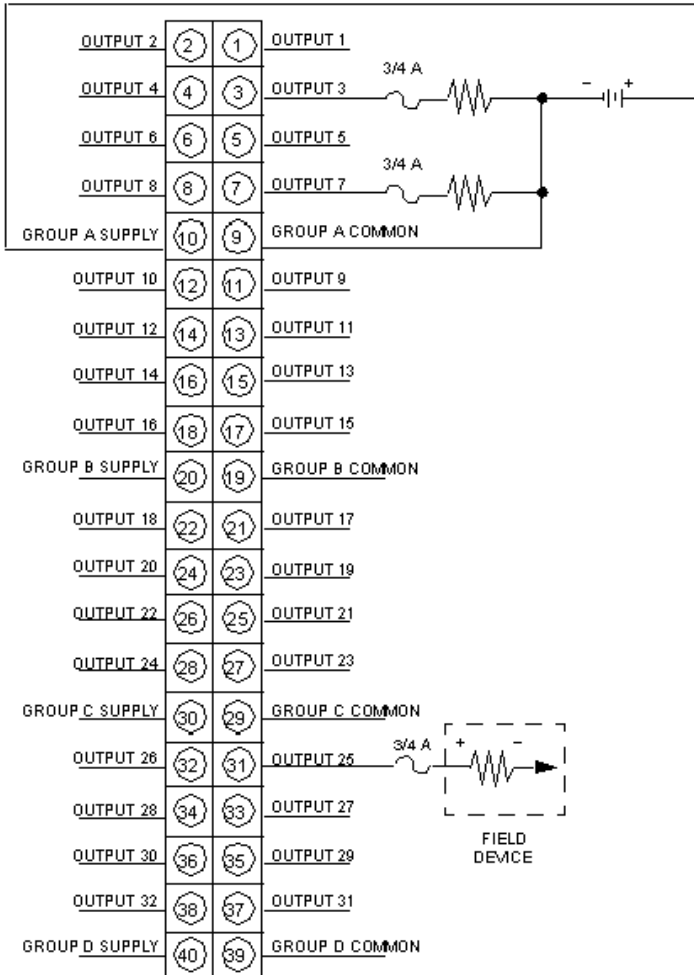 OUTPUT 2 2 1 OUTPUT 1
3/4 A
OUTPUT 4 4 3 OUTPUT 3 - +
OUTPUT 6 6 5 OUTPUT 5
3/4 A
OUTPUT 8 8 7 OUTPUT 7
GROUP A SUPPLY 10 9 GROUP A COMMON
OUTPUT 10 12 11 OUTPUT 9
OUTPUT 12 14 13 OUTPUT 11
OUTPUT 14 16 15 OUTPUT 13
OUTPUT 16 18 17 OUTPUT 15
GROUP B SUPPLY 20 19 GROUP B COMMON
OUTPUT 18 22 21 OUTPUT 17
OUTPUT 20 24 23 OUTPUT 19
OUTPUT 22 26 25 OUTPUT 21
OUTPUT 24 28 27 OUTPUT 23
GROUP C SUPPLY 30 29 GROUP C COMMON
3/4 A + -
OUTPUT 26 32 31 OUTPUT 25
OUTPUT 28 34 33 OUTPUT 27
FIELD
DEVICE
OUTPUT 30 36 35 OUTPUT 29
OUTPUT 32 38 37 OUTPUT 31
GROUP D SUPPLY 40 39 GROUP D COMMON